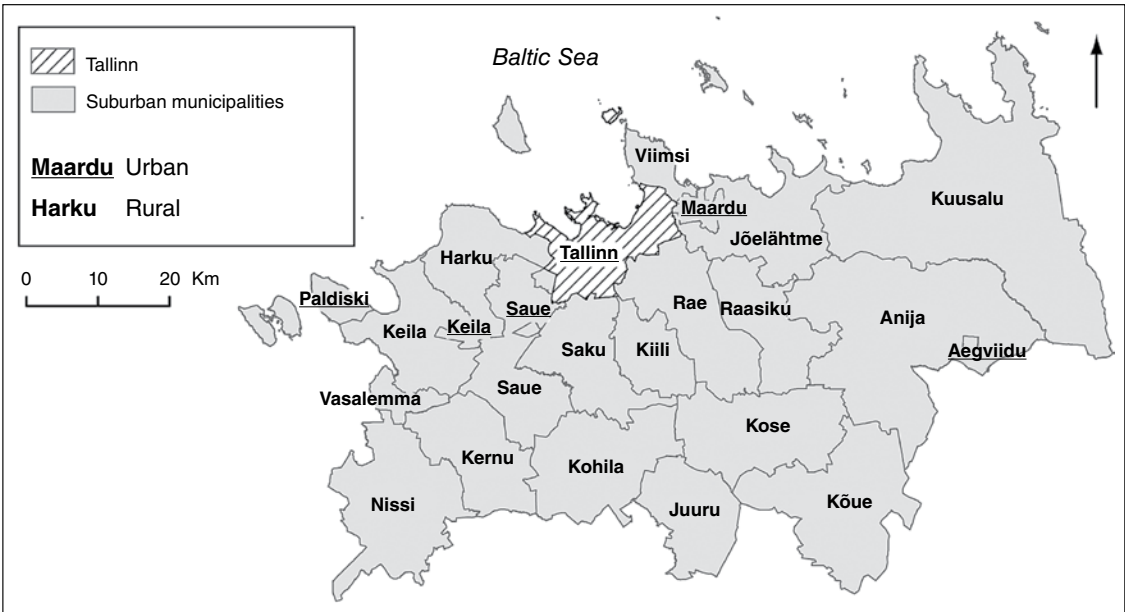 Tallinn
Suburban municipalities
Maardu Urban
Harku Rural
0 10 20 Km
Baltic Sea
Viimsi
Kuusalu
Maardu
Jõelähtme
Tallinn
Harku
Paldiski
Saue
Rae
Raasiku
Keila
Keila
Anija
Saku
Kiili
Aegviidu
Saue
Vasalemma
Kose
Kernu
Kohila
Nissi
Juuru
Kõue